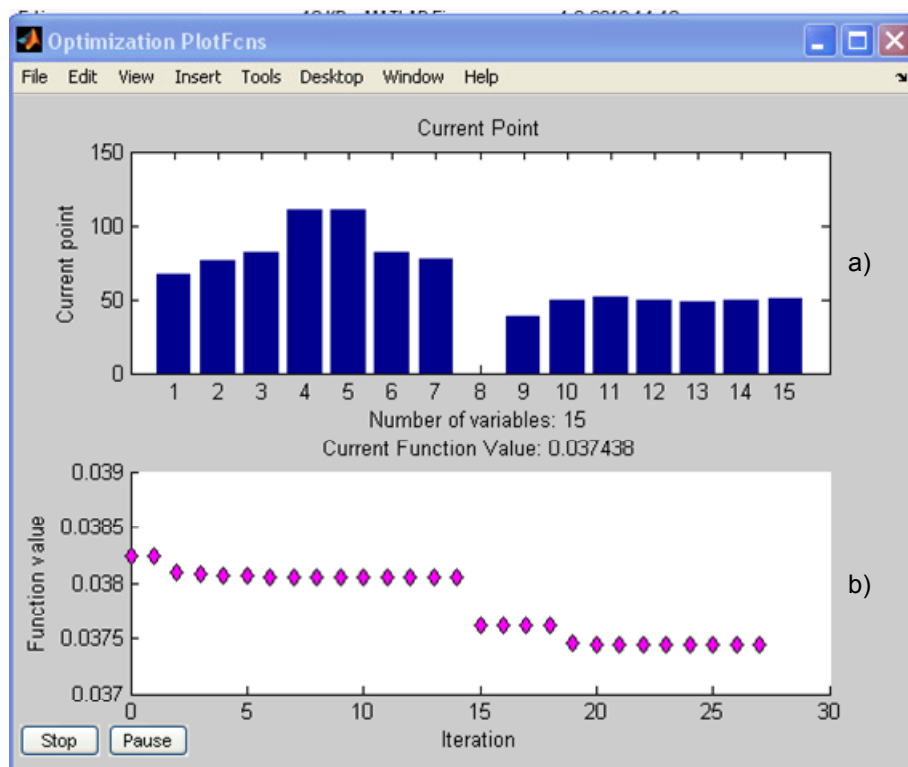 Optimization PlotFcns
File Edit View Insert Tools Desktop Window Help
Current Point
150
100
50
0
Current point
1 2 3 4 5 6 7 8 9 10 11 12 13 14 15
Number of variables: 15
a)
Current Function Value: 0.037438
0.039
0.0385
0.038
0.0375
0.037
Function value
0 5 10 15 20 25 30
Iteration
b)
Stop Pause